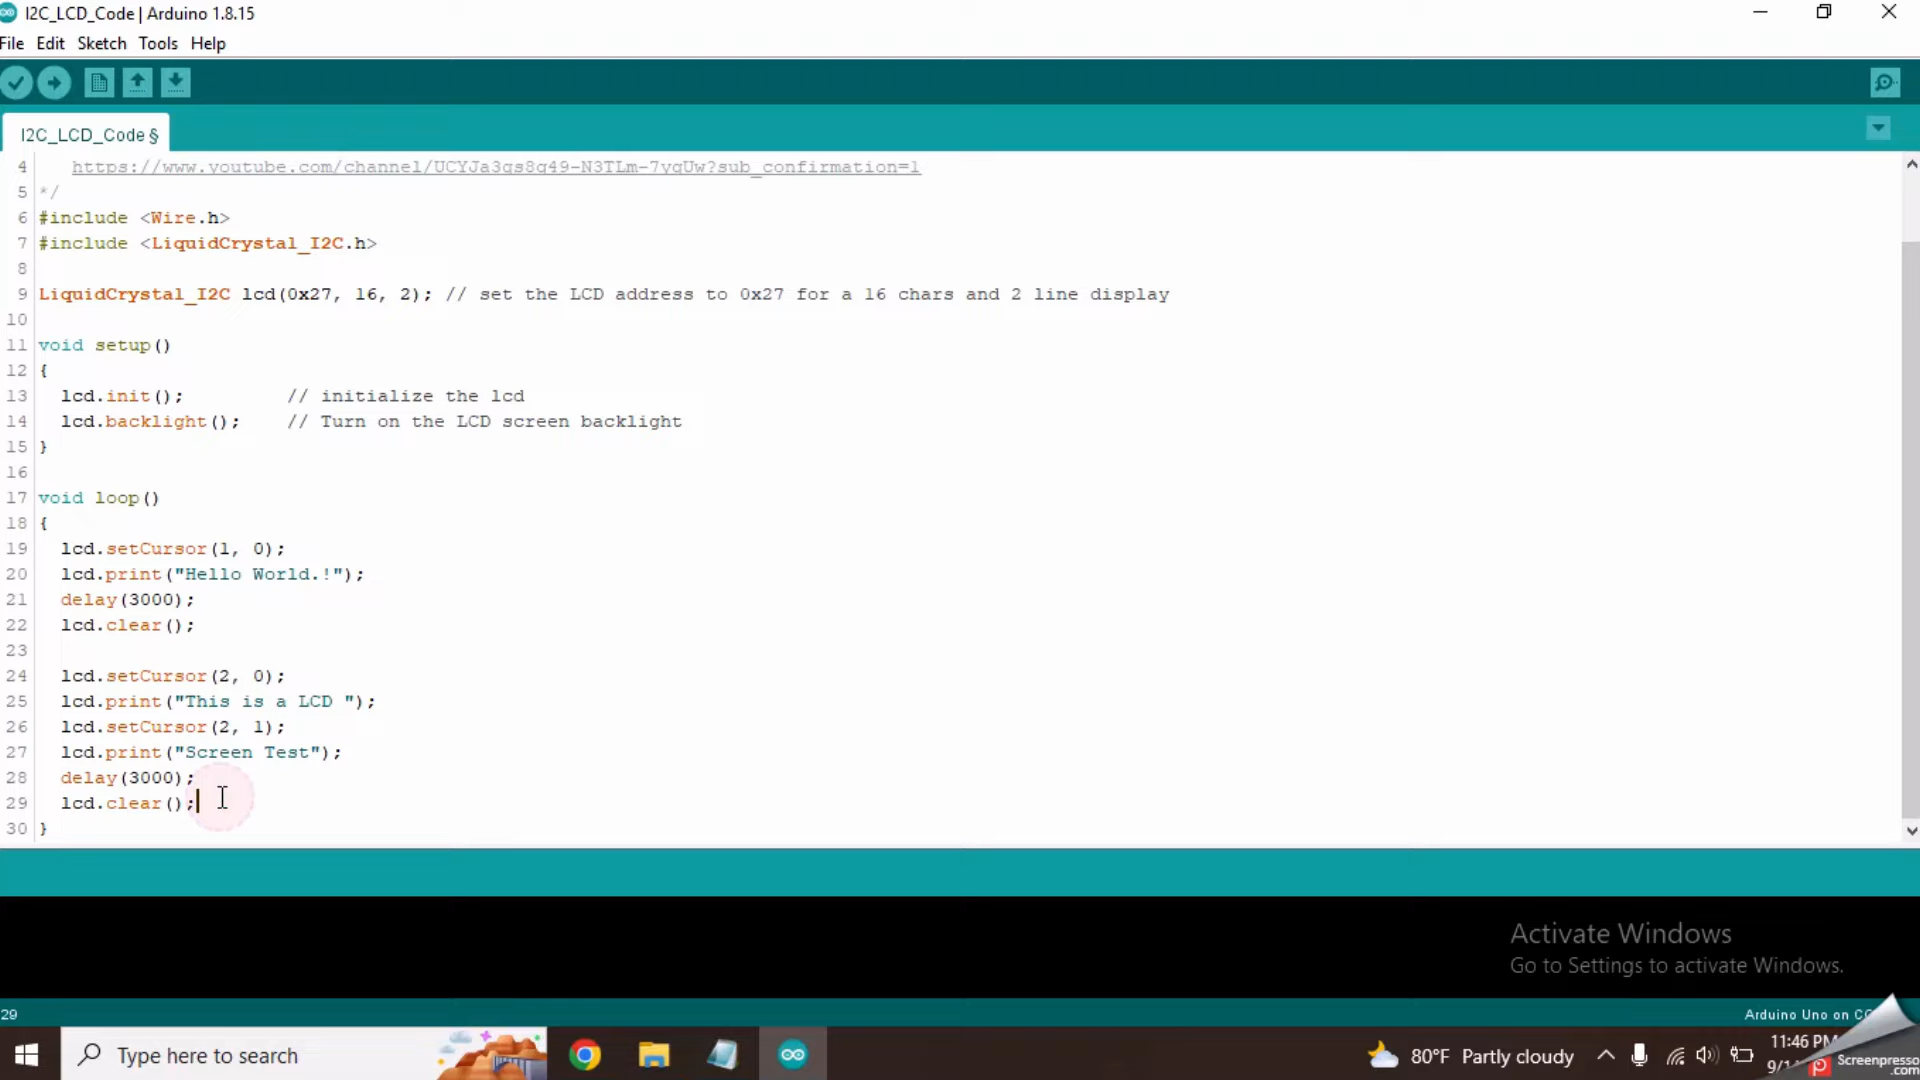 I2C_LCD_Code | Arduino 1.8.15
File Edit Sketch Tools Help
I2C_LCD_Code §
4 https://www.youtube.com/channel/UCYJa3qs8q49-N3TLm-7yqUw?sub_confirmation=1
5 */
6 #include <Wire.h>
7 #include <LiquidCrystal_I2C.h>
8
9 LiquidCrystal_I2C lcd(0x27, 16, 2); // set the LCD address to 0x27 for a 16 chars and 2 line display
10
11 void setup()
12 {
13 lcd.init(); // initialize the lcd
14 lcd.backlight(); // Turn on the LCD screen backlight
15 }
16
17 void loop()
18 {
19 lcd.setCursor(1, 0);
20 lcd.print("Hello World.!");
21 delay(3000);
22 lcd.clear();
23
24 lcd.setCursor(2, 0);
25 lcd.print("This is a LCD ");
26 lcd.setCursor(2, 1);
27 lcd.print("Screen Test");
28 delay(3000);
29 lcd.clear();
30 }
Activate Windows
Go to Settings to activate Windows.
29
Arduino Uno on
Type here to search
80°F Partly cloudy
11:46 PM
Screenpresso
.com